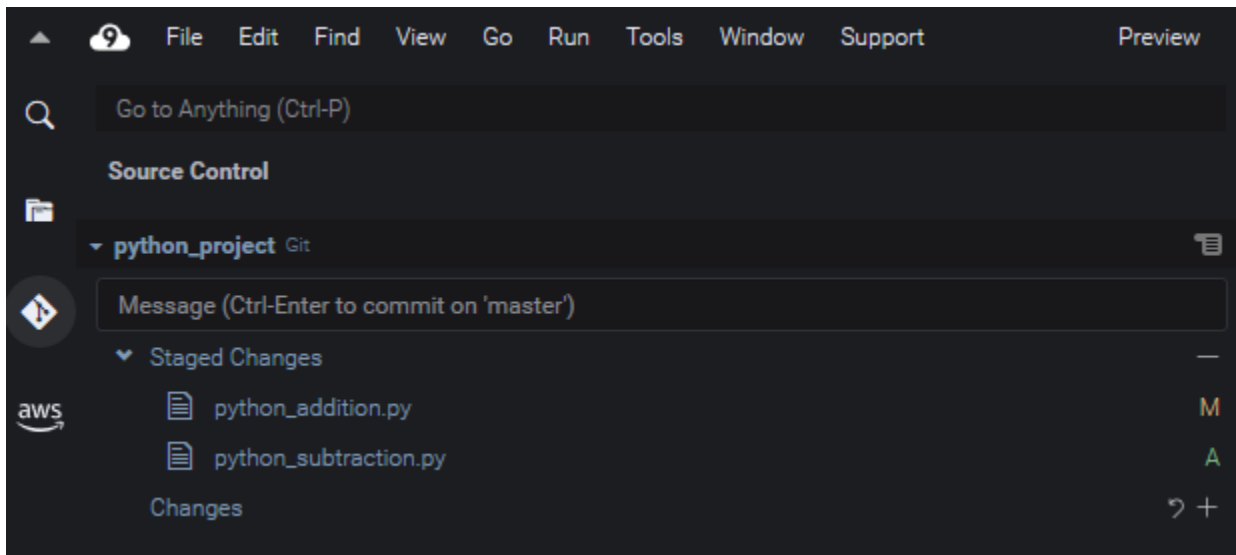 9 File Edit Find View Go Run Tools Window Support Preview
Go to Anything (Ctrl-P)
Source Control
python_project Git
Message (Ctrl-Enter to commit on 'master')
Staged Changes
aws python_addition.py M
python_subtraction.py A
Changes